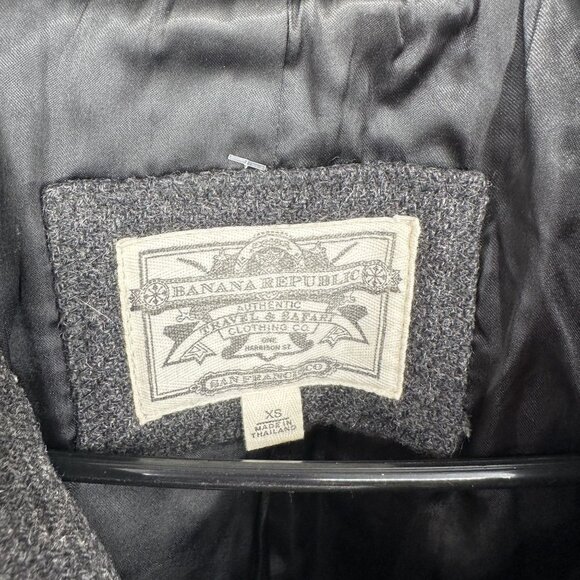 BANANA REPUBLIC
AUTHENTIC
TRAVEL & SAFARI
CLOTHING CO.
ONE
HARRISON ST.
SAN FRANCISCO
XS
MADE IN
THAILAND